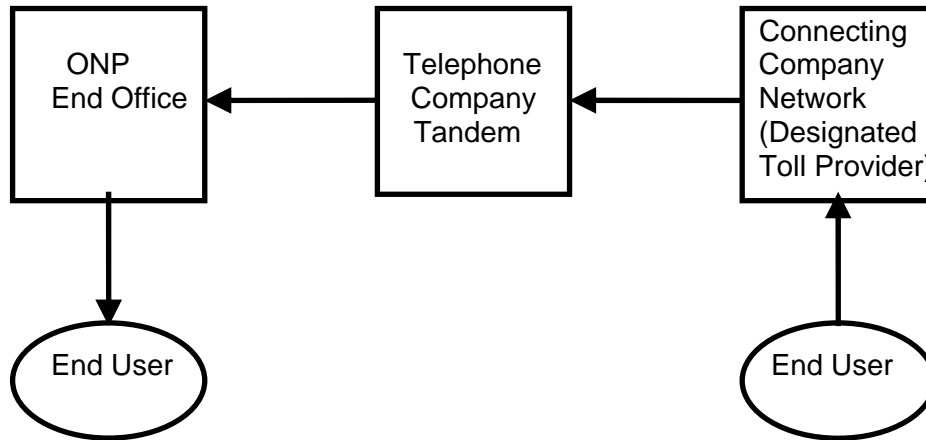 ONP
End Office
Telephone
Company
Tandem
Connecting
Company
Network
(Designated
Toll Provider)
End User
End User